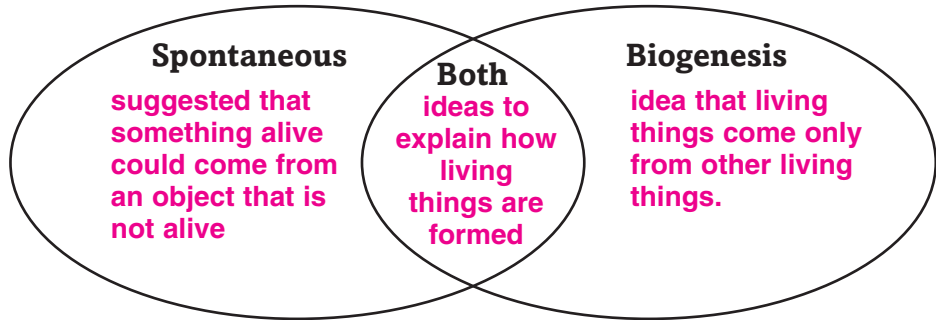 Spontaneous
suggested that
something alive
could come from
an object that is
not alive
Both
ideas to
explain how
living
things are
formed
Biogenesis
idea that living
things come only
from other living
things.